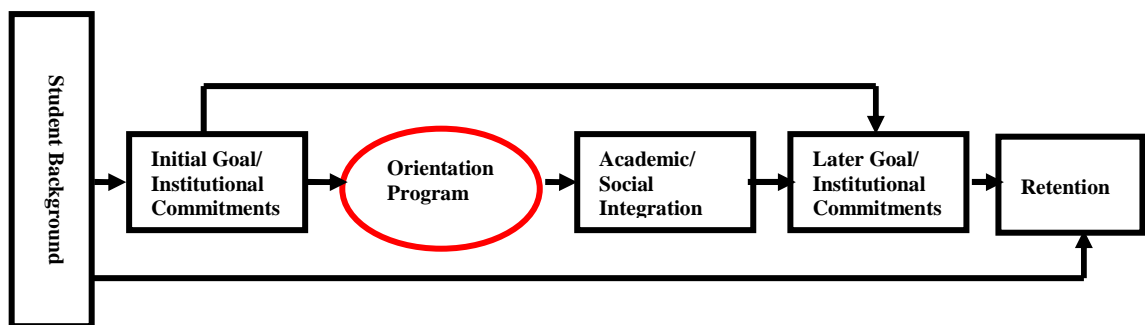 Student Background
Initial Goal/
Institutional
Commitments
Orientation
Program
Academic/
Social
Integration
Later Goal/
Institutional
Commitments
Retention